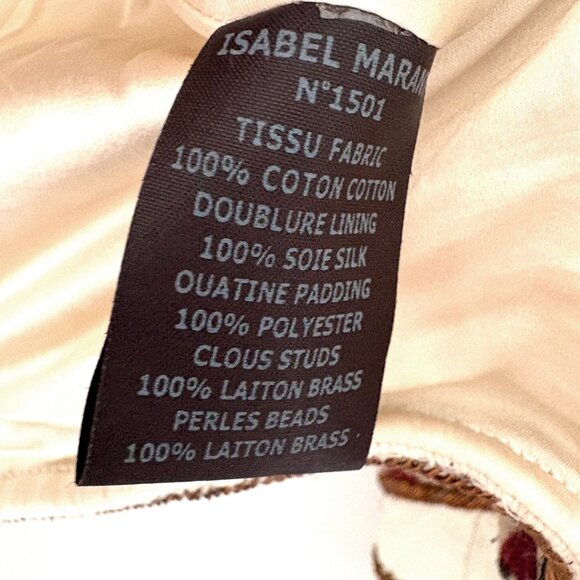 ISABEL MARAN
N°1501
TISSU FABRIC
100% COTON COTTON
DOUBLURE LINING
100% SOIE SILK
OUATINE PADDING
100% POLYESTER
CLOUS STUDS
100% LAITON BRASS
PERLES BEADS
100% LAITON BRASS